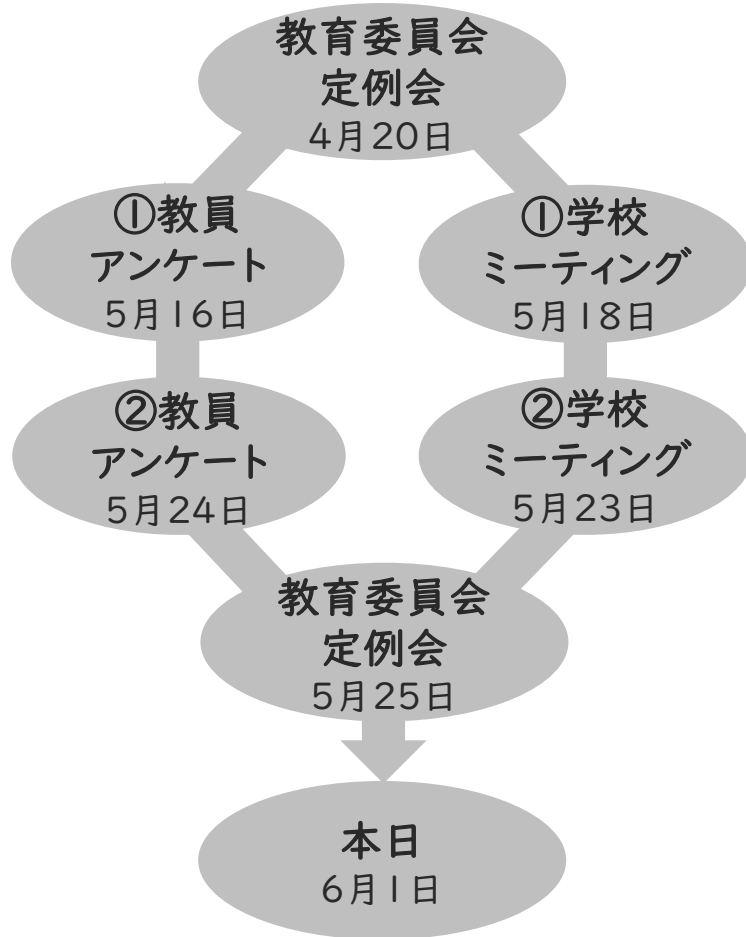 教育委員会
定例会
4月20日
①教員
アンケート
5月16日
①学校
ミーティング
5月18日
②教員
アンケート
5月24日
②学校
ミーティング
5月23日
教育委員会
定例会
5月25日
本日
6月1日